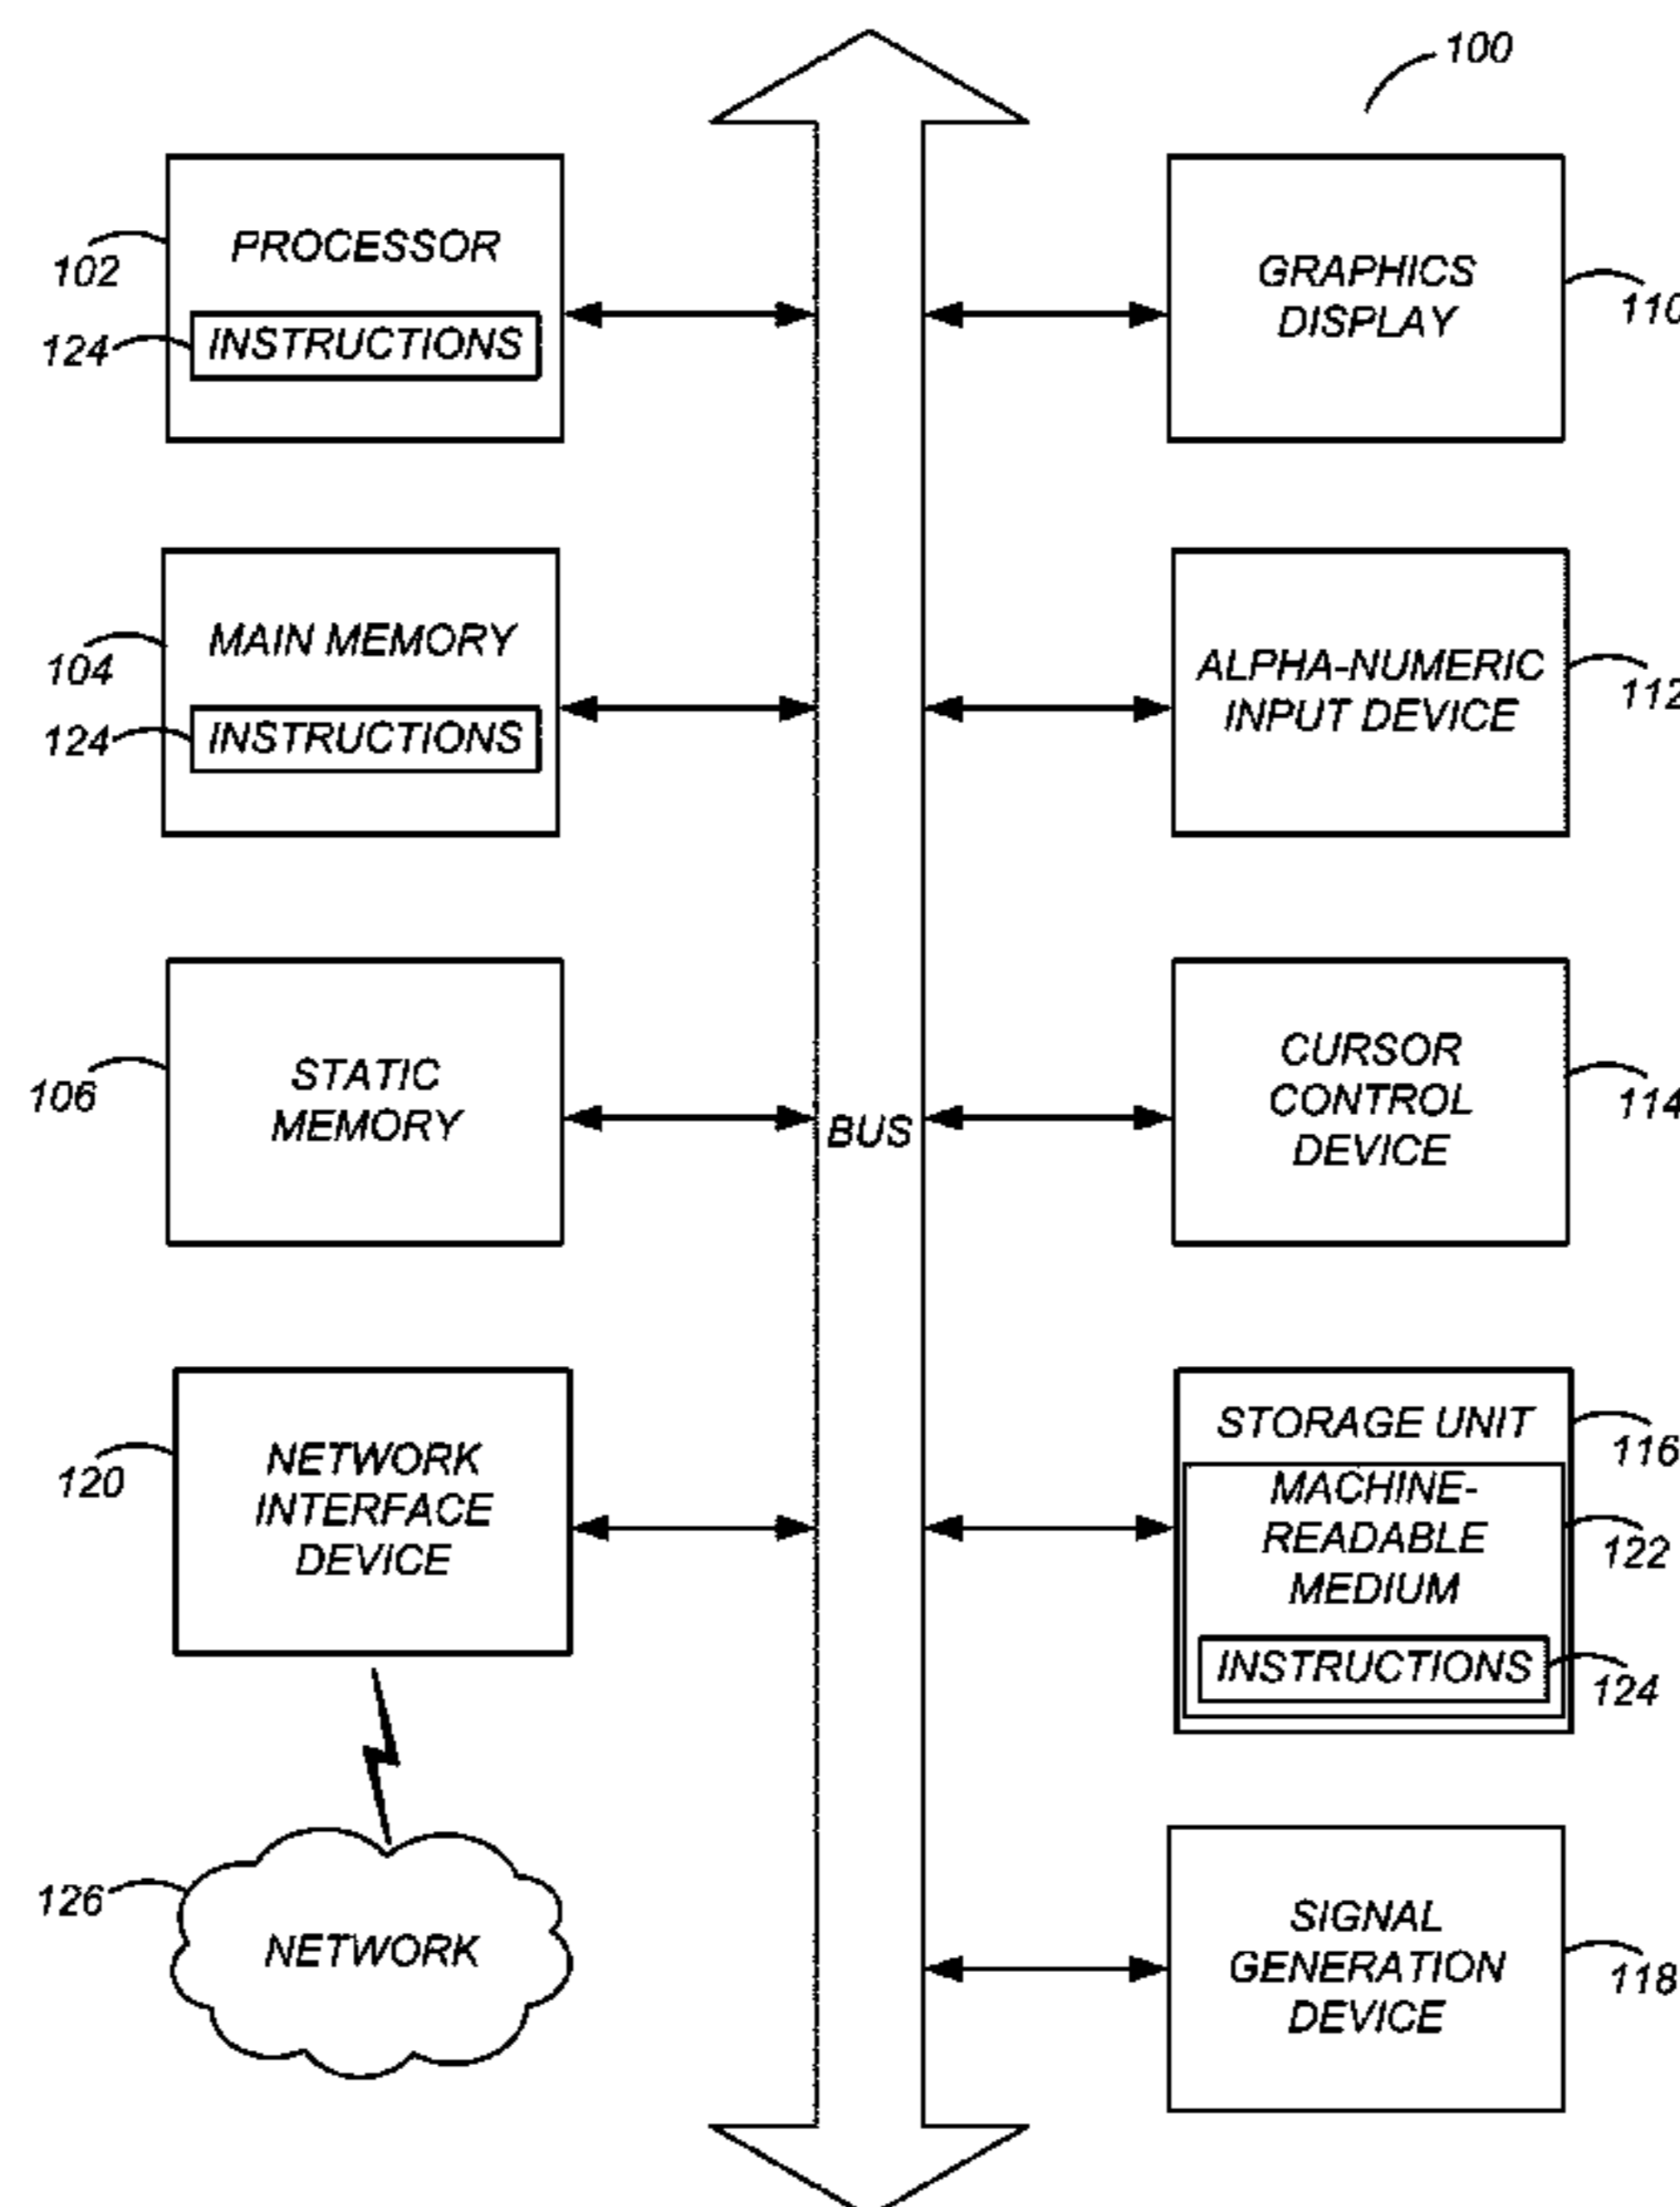 100
PROCESSOR
102
124
INSTRUCTIONS
GRAPHICS
DISPLAY
110
MAIN MEMORY
104
124
INSTRUCTIONS
ALPHA-NUMERIC
INPUT DEVICE
112
STATIC
MEMORY
106
BUS
CURSOR
CONTROL
DEVICE
114
NETWORK
INTERFACE
DEVICE
120
STORAGE UNIT
116
MACHINE-
READABLE
MEDIUM
122
INSTRUCTIONS
124
126
NETWORK
SIGNAL
GENERATION
DEVICE
118